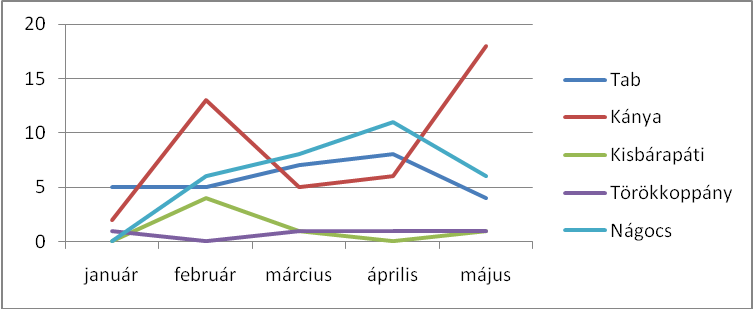 20
15
10
5
0
január február március április május
Tab
Kánya
Kisbárapáti
Törökkoppány
Nágocs